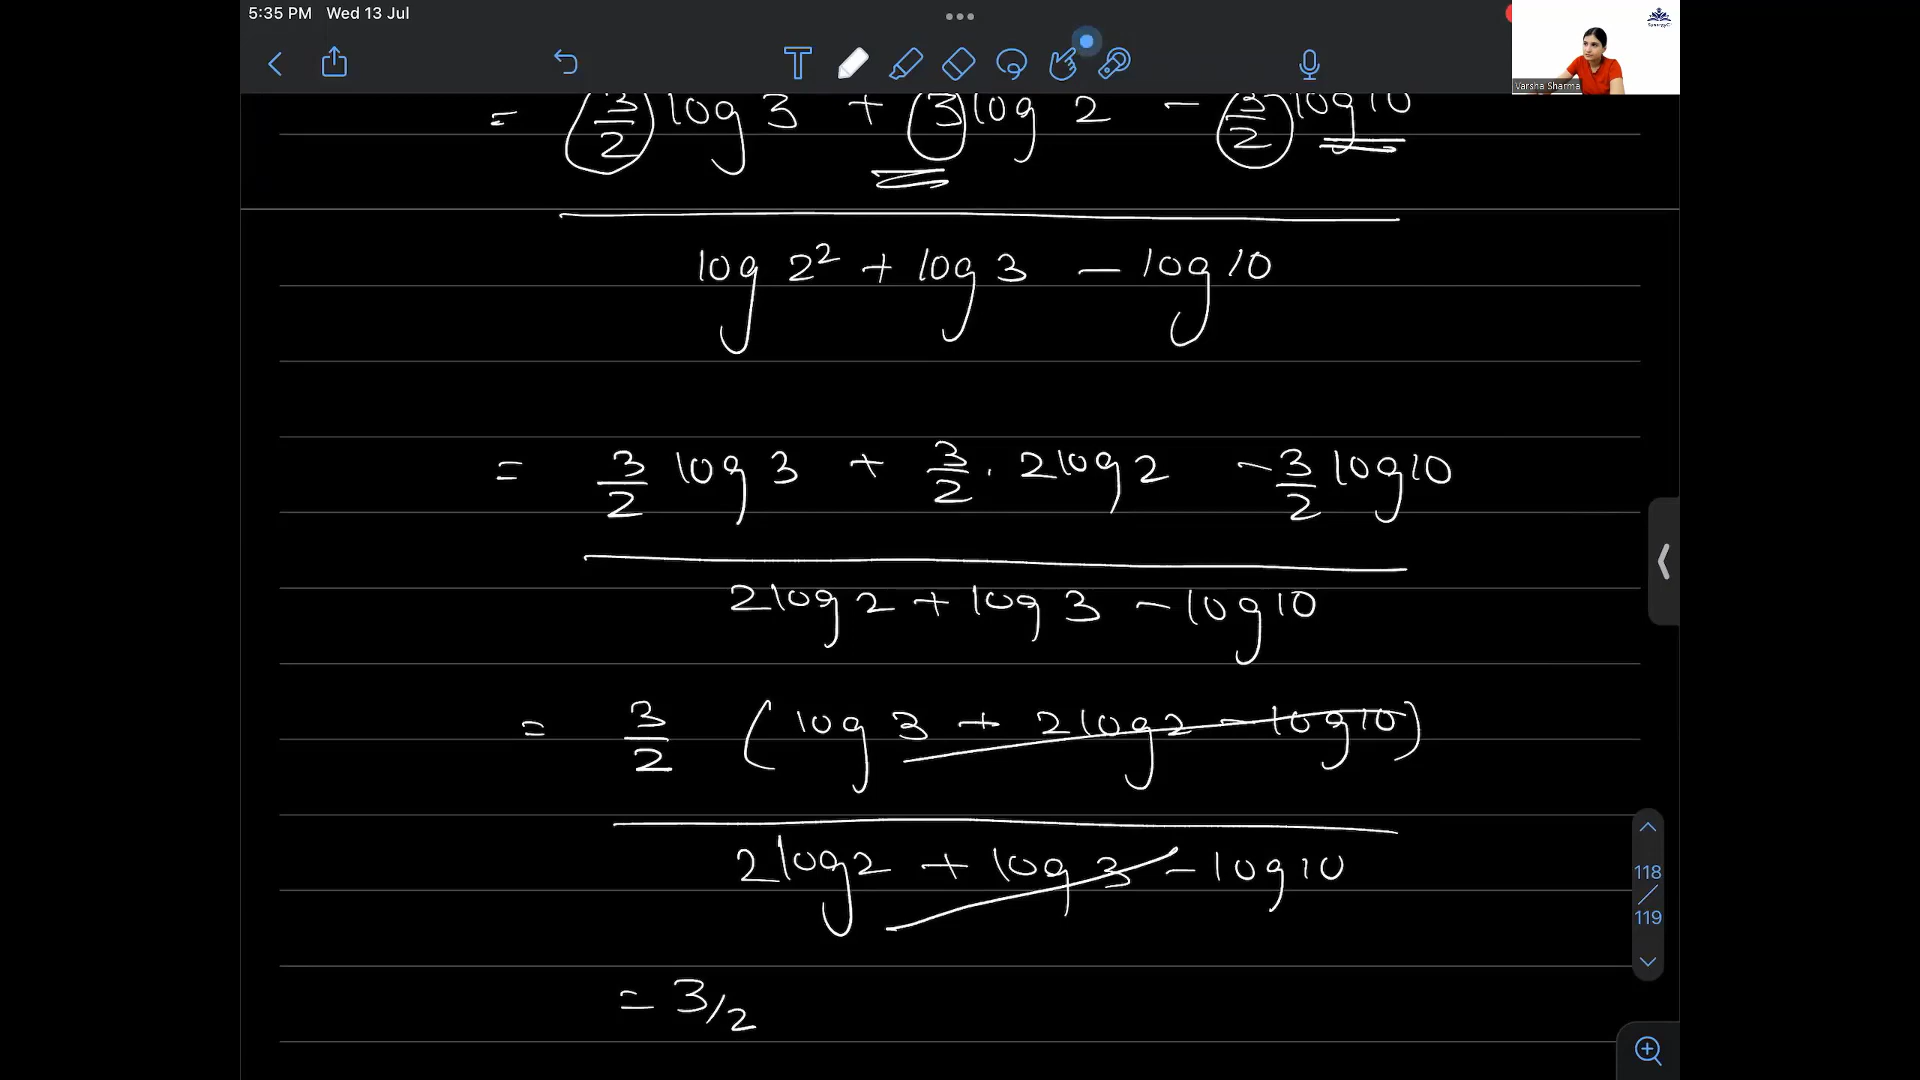 5:35 PM Wed 13 Jul
SynergyCl
Varsha Sharma
= 3/2 log 3 + 3 log 2 - 3/2 log 10
log 2² + log 3 - log 10
= 3/2 log 3 + 3/2 . 2 log 2 - 3/2 log 10
2 log 2 + log 3 - log 10
= 3/2 ( log 3 + 2 log 2 - log 10 )
2 log 2 + log 3 - log 10
= 3/2
118
/
119